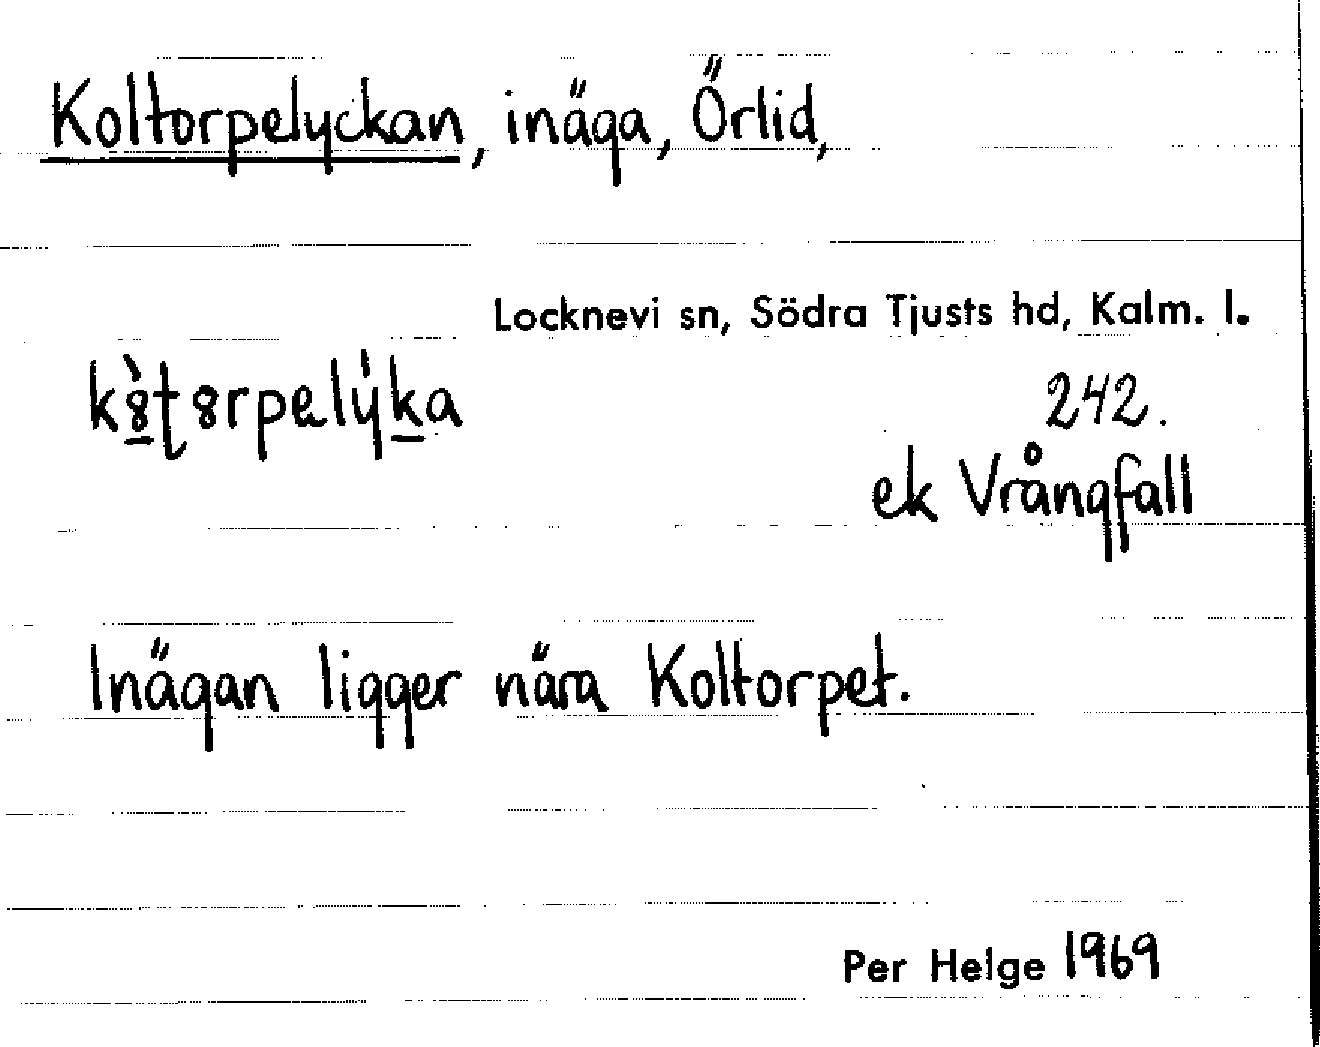 Koltorpelyckan, inäga, Örlid,
Locknevi sn, Södra Tjusts hd, Kalm. l.
242.
ek Vrångfall
Inägan ligger nära Koltorpet.
Per Helge 1969